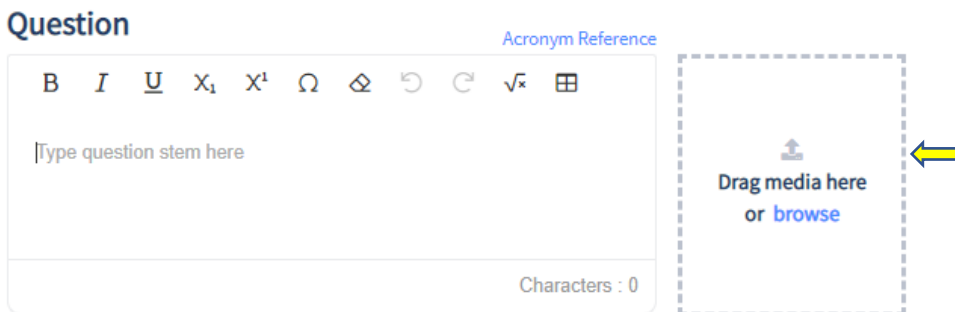 Question
Acronym Reference
B I U X₁ X¹ Ω √x
Type question stem here
Characters : 0
Drag media here
or browse